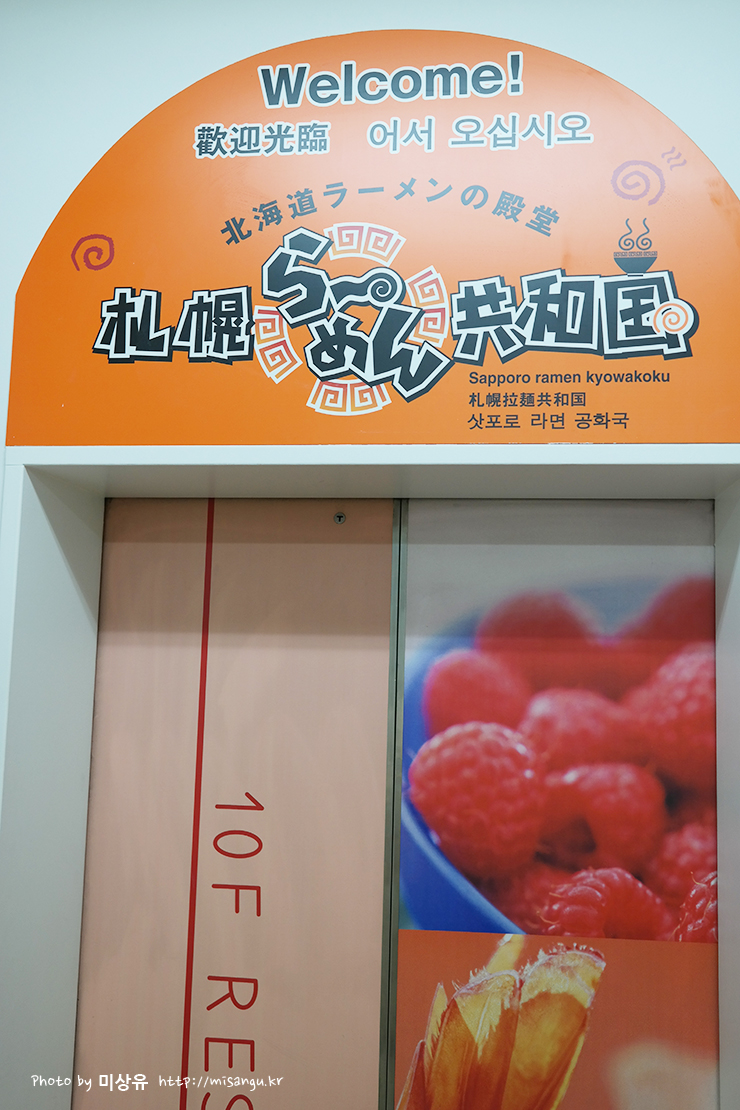 Welcome!
歡迎光臨 어서 오십시오
北海道ラーメンの殿堂
札幌らーめん共和国
Sapporo ramen kyowakoku
札幌拉麺共和国
삿포로 라면 공화국
10F RES
Photo by 미상유 http://misangu.kr